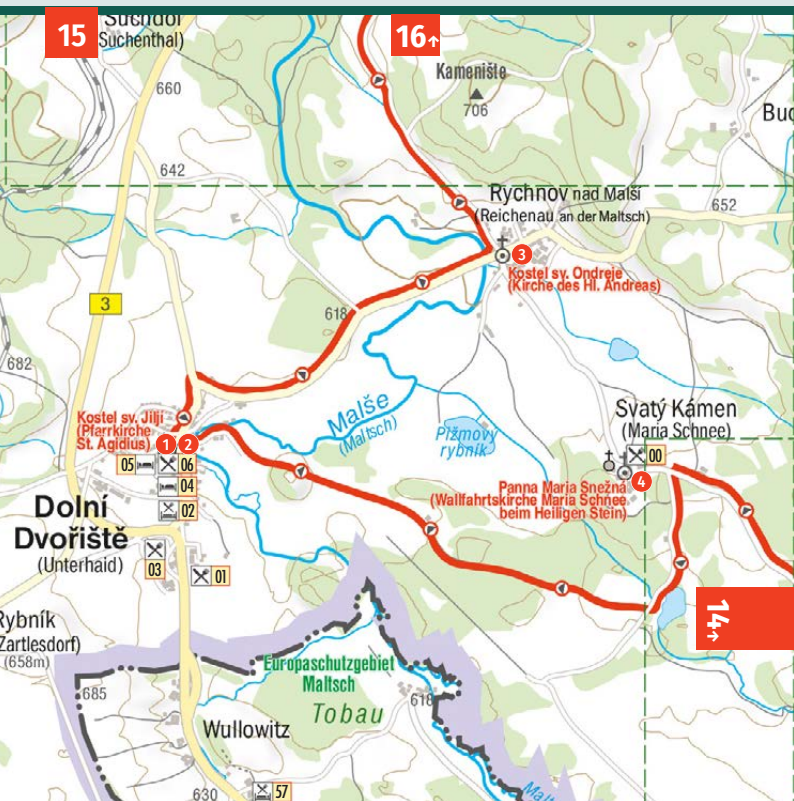 15
Suchdol
(Suchenthal)
16↑
660
Kamenište
706
642
Rychnov nad Malší
(Reichenau an der Maltsch)
652
3
Kostel sv. Ondreje
(Kirche des Hl. Andreas)
3
618
682
Malše
(Maltsch)
Kostel sv. Jiljí
(Pfarrkirche
St. Agidius)
1
2
Plžmový
rybník
Svatý Kámen
(Maria Schnee)
00
05
06
04
02
Panna Maria Snežná
(Wallfahrtskirche Maria Schnee
beim Heiligen Stein)
4
Dolní
Dvořiště
(Unterhaid)
03
01
14→
Rybník
Zartlesdorf)
(658m)
Europaschutzgebiet
Maltsch
685
618
Tobau
Wullowitz
57
630